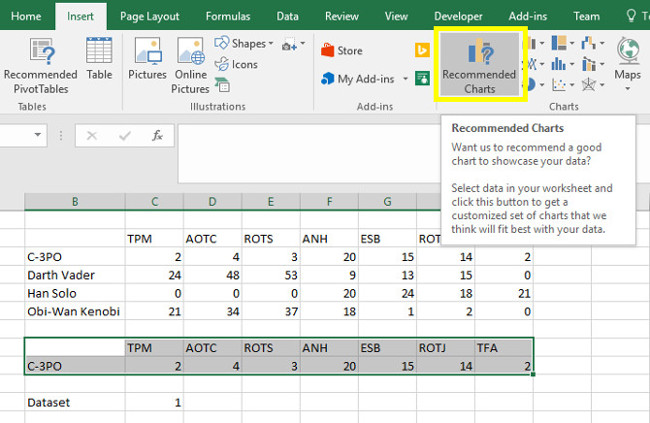 Home Insert Page Layout Formulas Data Review View Developer Add-ins Team
Recommended PivotTables
Table
Pictures
Online Pictures
Shapes
Icons
Store
My Add-ins
Recommended Charts
Maps
Tables Illustrations Add-ins Charts
fx
Recommended Charts
Want us to recommend a good
chart to showcase your data?
Select data in your worksheet and
click this button to get a
customized set of charts that we
think will fit best with your data.
B C D E F G
TPM AOTC ROTS ANH ESB
C-3PO 2 4 3 20 15 14 2
Darth Vader 24 48 53 9 13 15 0
Han Solo 0 0 0 20 24 18 21
Obi-Wan Kenobi 21 34 37 18 1 2 0
TPM AOTC ROTS ANH ESB ROTJ TFA
C-3PO 2 4 3 20 15 14 2
Dataset 1